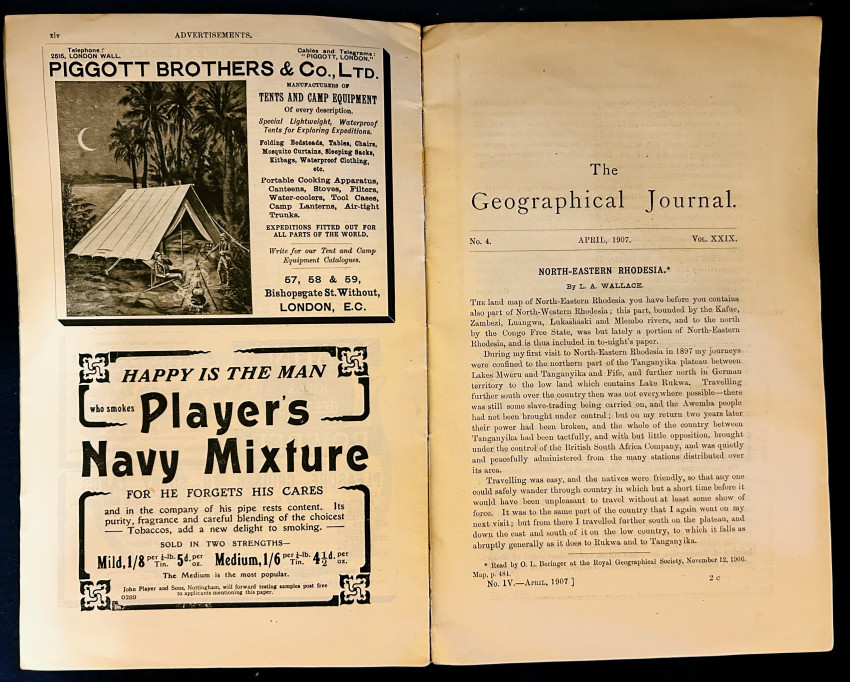 xiv
ADVERTISEMENTS.
Telephone:
2515, LONDON WALL.
Cables and Telegrams:
"PIGGOTT, LONDON."
PIGGOTT BROTHERS & Co., LTD.
MANUFACTURERS OF
TENTS AND CAMP EQUIPMENT
Of every description.
Special Lightweight, Waterproof
Tents for Exploring Expeditions.
Folding Bedsteads, Tables, Chairs,
Mosquito Curtains, Sleeping Sacks,
Kitbags, Waterproof Clothing,
etc.
Portable Cooking Apparatus,
Canteens, Stoves, Filters,
Water-coolers, Tool Cases,
Camp Lanterns, Air-tight
Trunks.
EXPEDITIONS FITTED OUT FOR
ALL PARTS OF THE WORLD.
Write for our Tent and Camp
Equipment Catalogues.
57, 58 & 59,
Bishopsgate St. Without,
LONDON, E.C.
HAPPY IS THE MAN
who smokes Player's
Navy Mixture
FOR HE FORGETS HIS CARES
and in the company of his pipe rests content. Its
purity, fragrance and careful blending of the choicest
Tobaccos, add a new delight to smoking.
SOLD IN TWO STRENGTHS—
Mild, 1/8 per ¼-lb. Tin. 5d. per oz. Medium, 1/6 per ¼-lb. Tin. 4½d. per oz.
The Medium is the most popular.
John Player and Sons, Nottingham, will forward testing samples post free
to applicants mentioning this paper.
0289
The
Geographical Journal.
No. 4. APRIL, 1907. VOL. XXIX.
NORTH-EASTERN RHODESIA.*
By L. A. WALLACE.
THE land map of North-Eastern Rhodesia you have before you contains
also part of North-Western Rhodesia; this part, bounded by the Kafue,
Zambezi, Luangwa, Lukashashi and Mlembo rivers, and to the north
by the Congo Free State, was but lately a portion of North-Eastern
Rhodesia, and is thus included in to-night's paper.
During my first visit to North-Eastern Rhodesia in 1897 my journeys
were confined to the northern part of the Tanganyika plateau between
Lakes Mweru and Tanganyika and Fife, and further north in German
territory to the low land which contains Lake Rukwa. Travelling
further south over the country then was not everywhere possible—there
was still some slave-trading being carried on, and the Awemba people
had not been brought under control; but on my return two years later
their power had been broken, and the whole of the country between
Tanganyika had been tactfully, and with but little opposition, brought
under the control of the British South Africa Company, and was quietly
and peacefully administered from the many stations distributed over
its area.
Travelling was easy, and the natives were friendly, so that any one
could safely wander through country in which but a short time before it
would have been unpleasant to travel without at least some show of
force. It was to the same part of the country that I again went on my
next visit; but from there I travelled further south on the plateau, and
down the east and south of it on the low country, to which it falls as
abruptly generally as it does to Rukwa and to Tanganyika.
* Read by O. L. Beringer at the Royal Geographical Society, November 12, 1906.
Map, p. 484.
No. IV.—APRIL, 1907.] 2 c